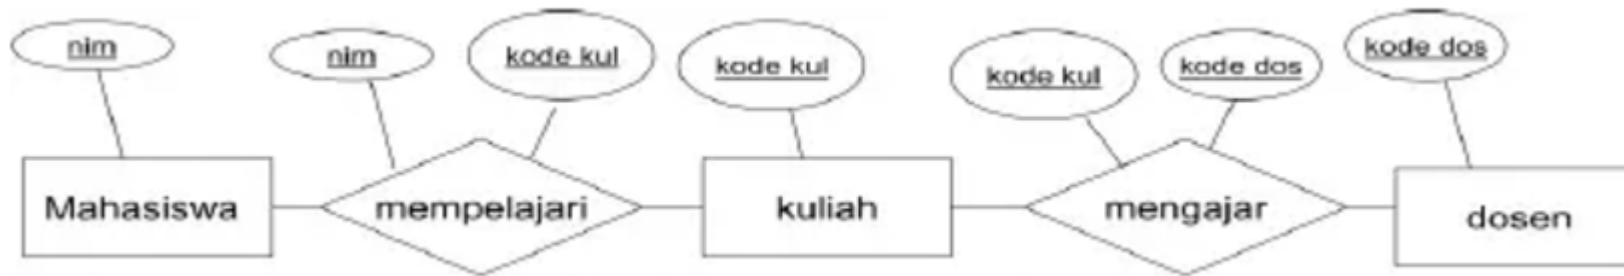 nim
nim
kode kul
kode kul
kode kul
kode dos
kode dos
Mahasiswa
mempelajari
kuliah
mengajar
dosen